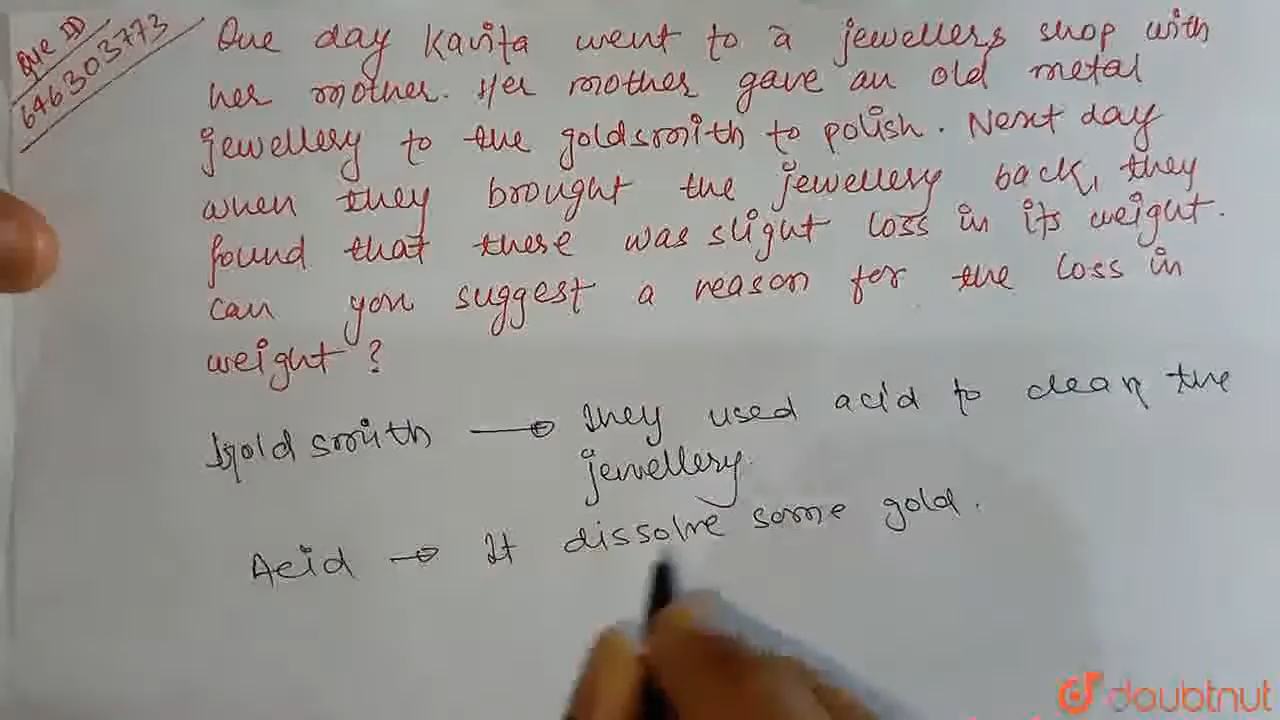 Que ID
646303773
One day Kavita went to a jewellers shop with
her mother. Her mother gave an old metal
jewellery to the goldsmith to polish. Next day
when they brought the jewellery back, they
found that there was slight loss in its weight.
can you suggest a reason for the loss in
weight?
Goldsmith → they used acid to clean the
jewellery.
Acid → It dissolve some gold.
doubtnut